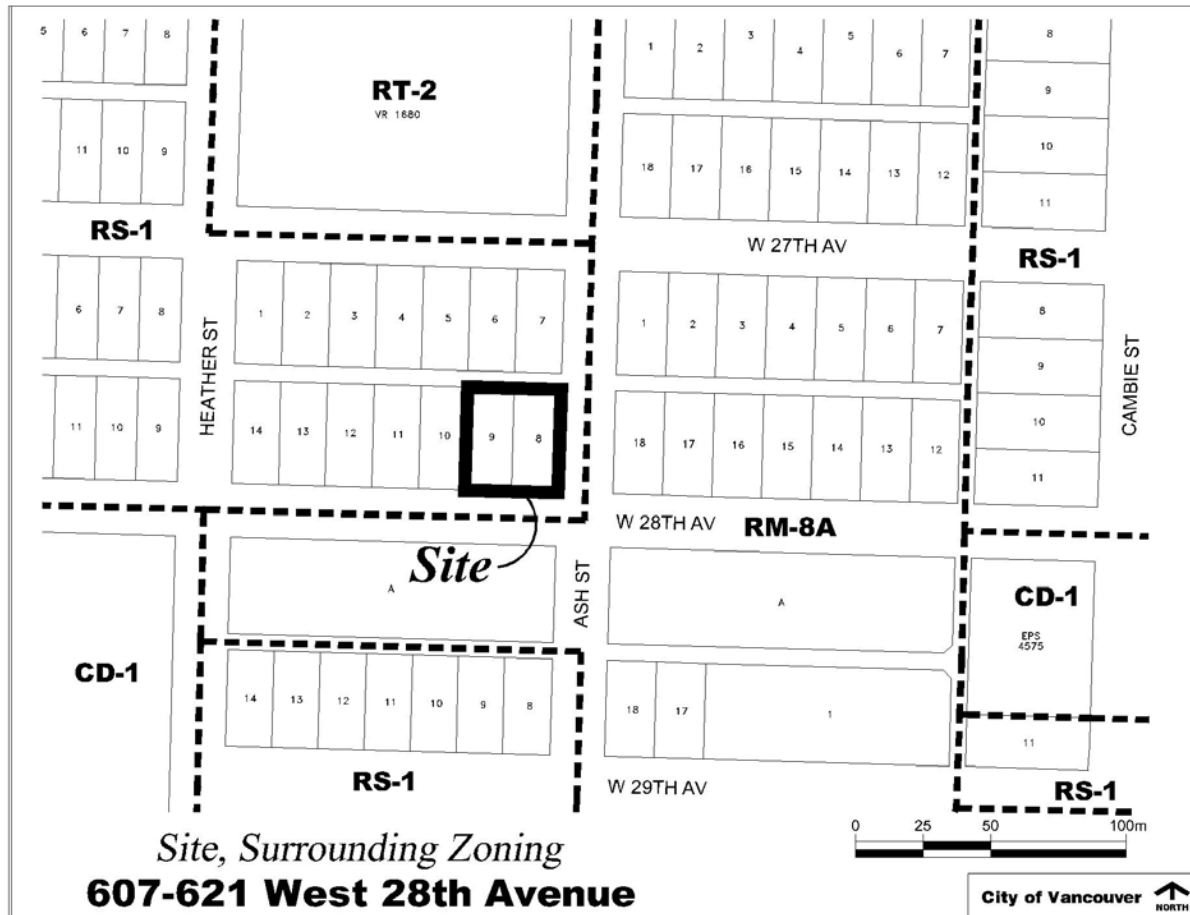 5 6 7 8
RT-2
VR 1680
1 2 3 4 5 6 7
8
9
10
11
11 10 9
18 17 16 15 14 13 12
RS-1
W 27TH AV
RS-1
6 7 8
HEATHER ST
1 2 3 4 5 6 7
1 2 3 4 5 6 7
8
9
10
11
CAMBIE ST
11 10 9
14 13 12 11 10 9 8
18 17 16 15 14 13 12
W 28TH AV
RM-8A
Site
A
ASH ST
A
CD-1
EPS
4575
CD-1
14 13 12 11 10 9 8
18 17 1
11
RS-1
W 29TH AV
RS-1
0 25 50 100m
Site, Surrounding Zoning
607-621 West 28th Avenue
City of Vancouver
NORTH